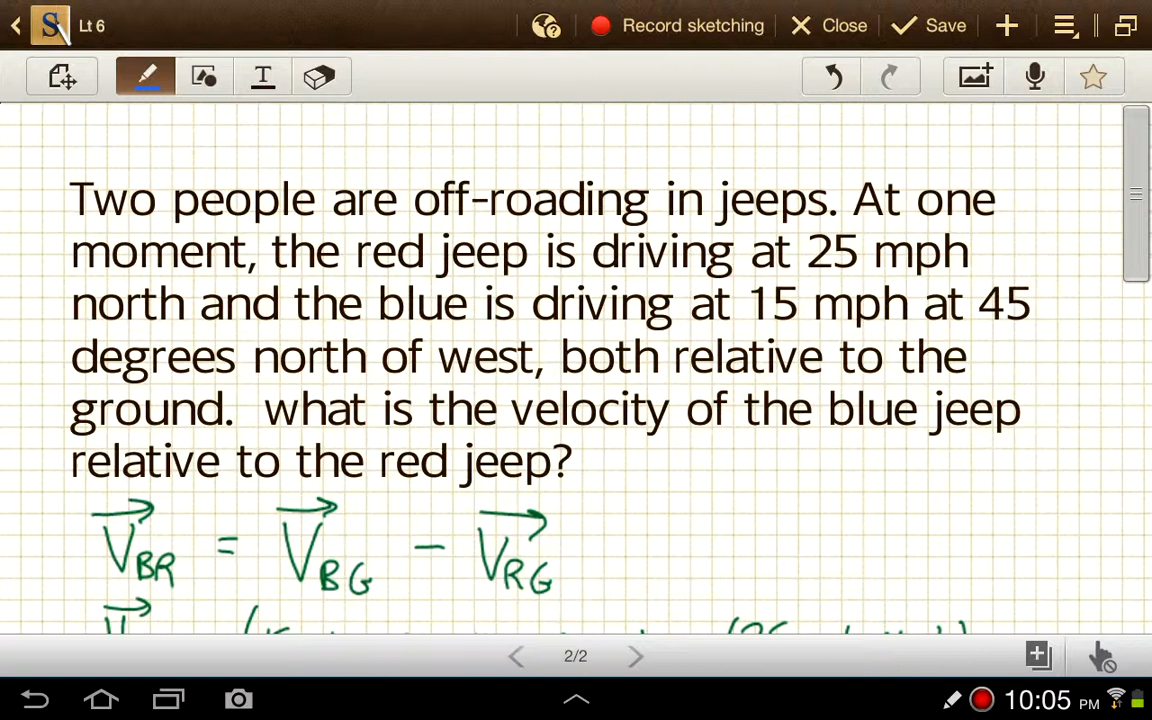 Lt 6
Record sketching
Close
Save
T
Two people are off-roading in jeeps. At one
moment, the red jeep is driving at 25 mph
north and the blue is driving at 15 mph at 45
degrees north of west, both relative to the
ground.  what is the velocity of the blue jeep
relative to the red jeep?
V⃗BR = V⃗BG - V⃗RG
2/2
10:05 PM